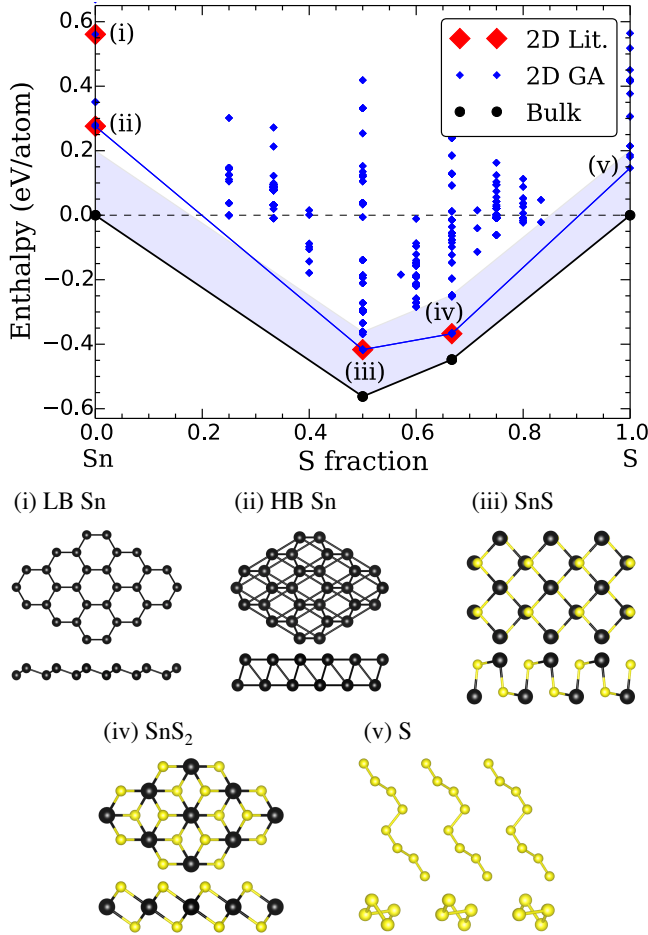 0.6
0.4
0.2
0.0
−0.2
−0.4
−0.6
Enthalpy (eV/atom)
(i)
(ii)
(iii)
(iv)
(v)
2D Lit.
2D GA
Bulk
0.0
0.2
0.4
0.6
0.8
1.0
Sn
S fraction
S
(i) LB Sn
(ii) HB Sn
(iii) SnS
(iv) SnS₂
(v) S